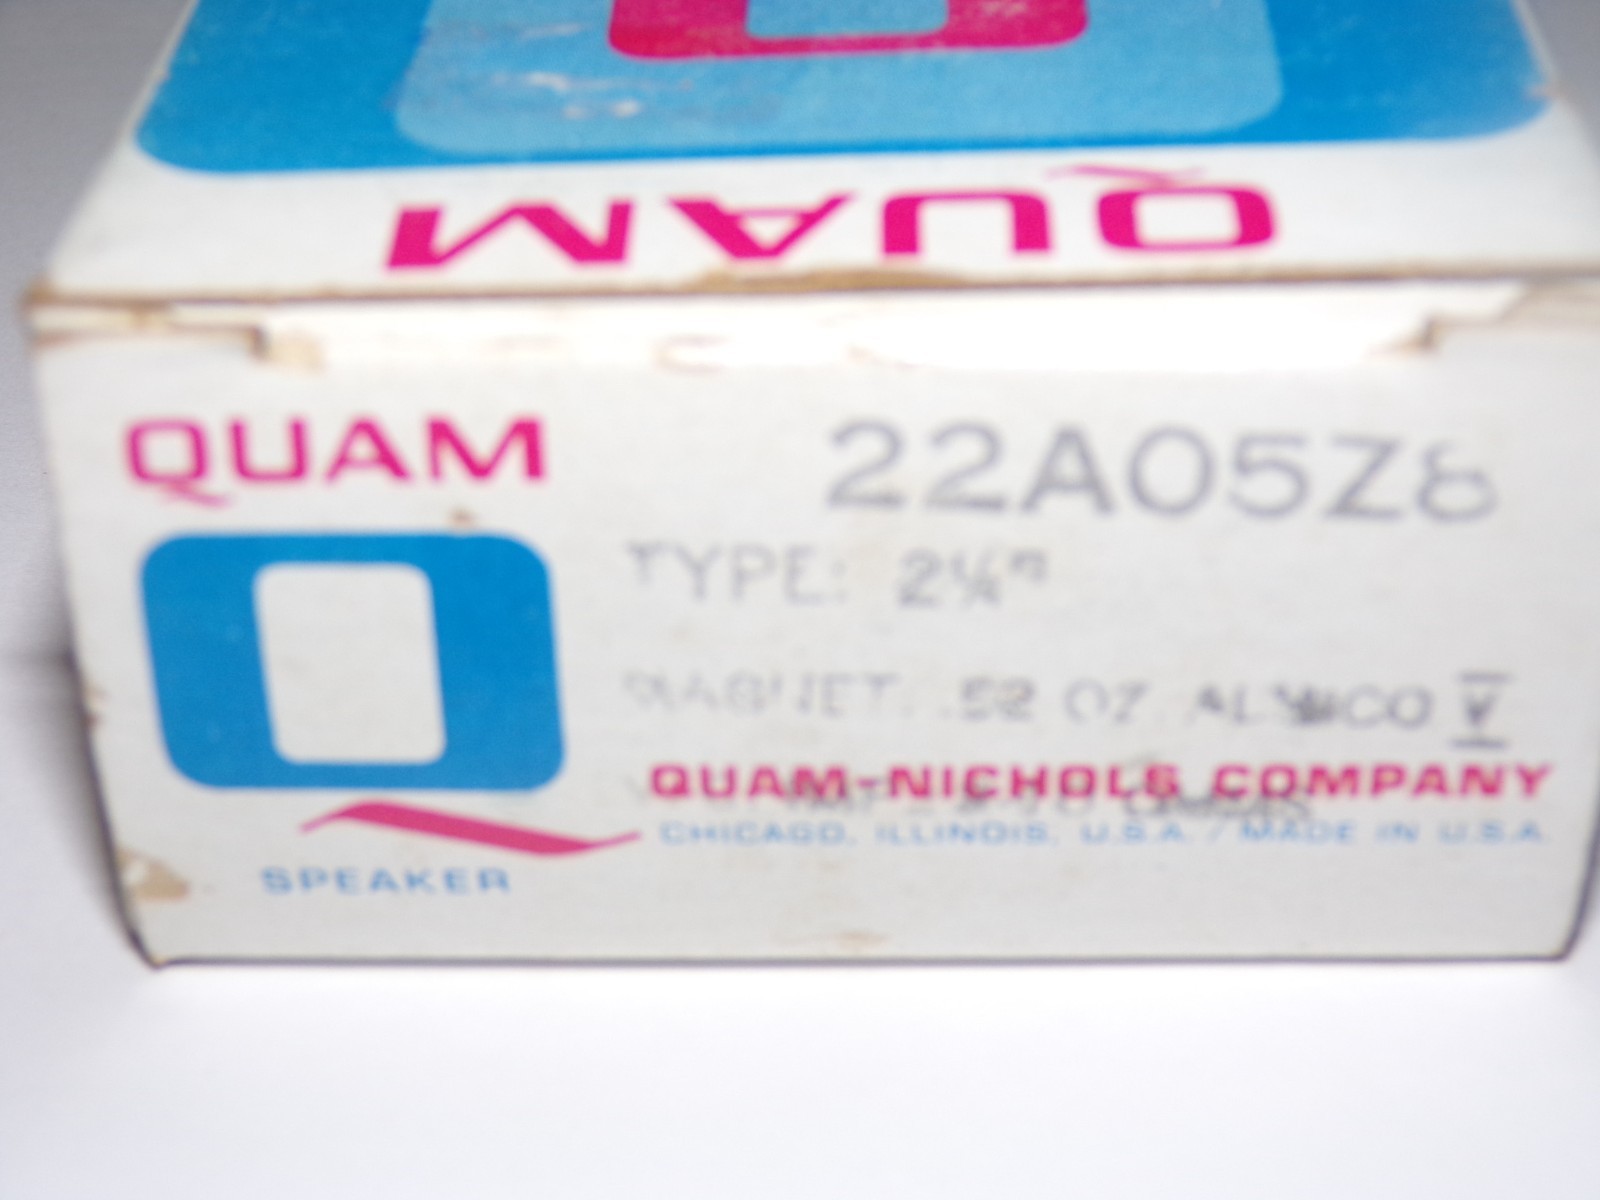 QUAM
QUAM
22A05Z8
TYPE: 2¼"
MAGNET: .52 OZ ALNICO V
QUAM-NICHOLS COMPANY
CHICAGO, ILLINOIS, U.S.A. / MADE IN U.S.A.
SPEAKER